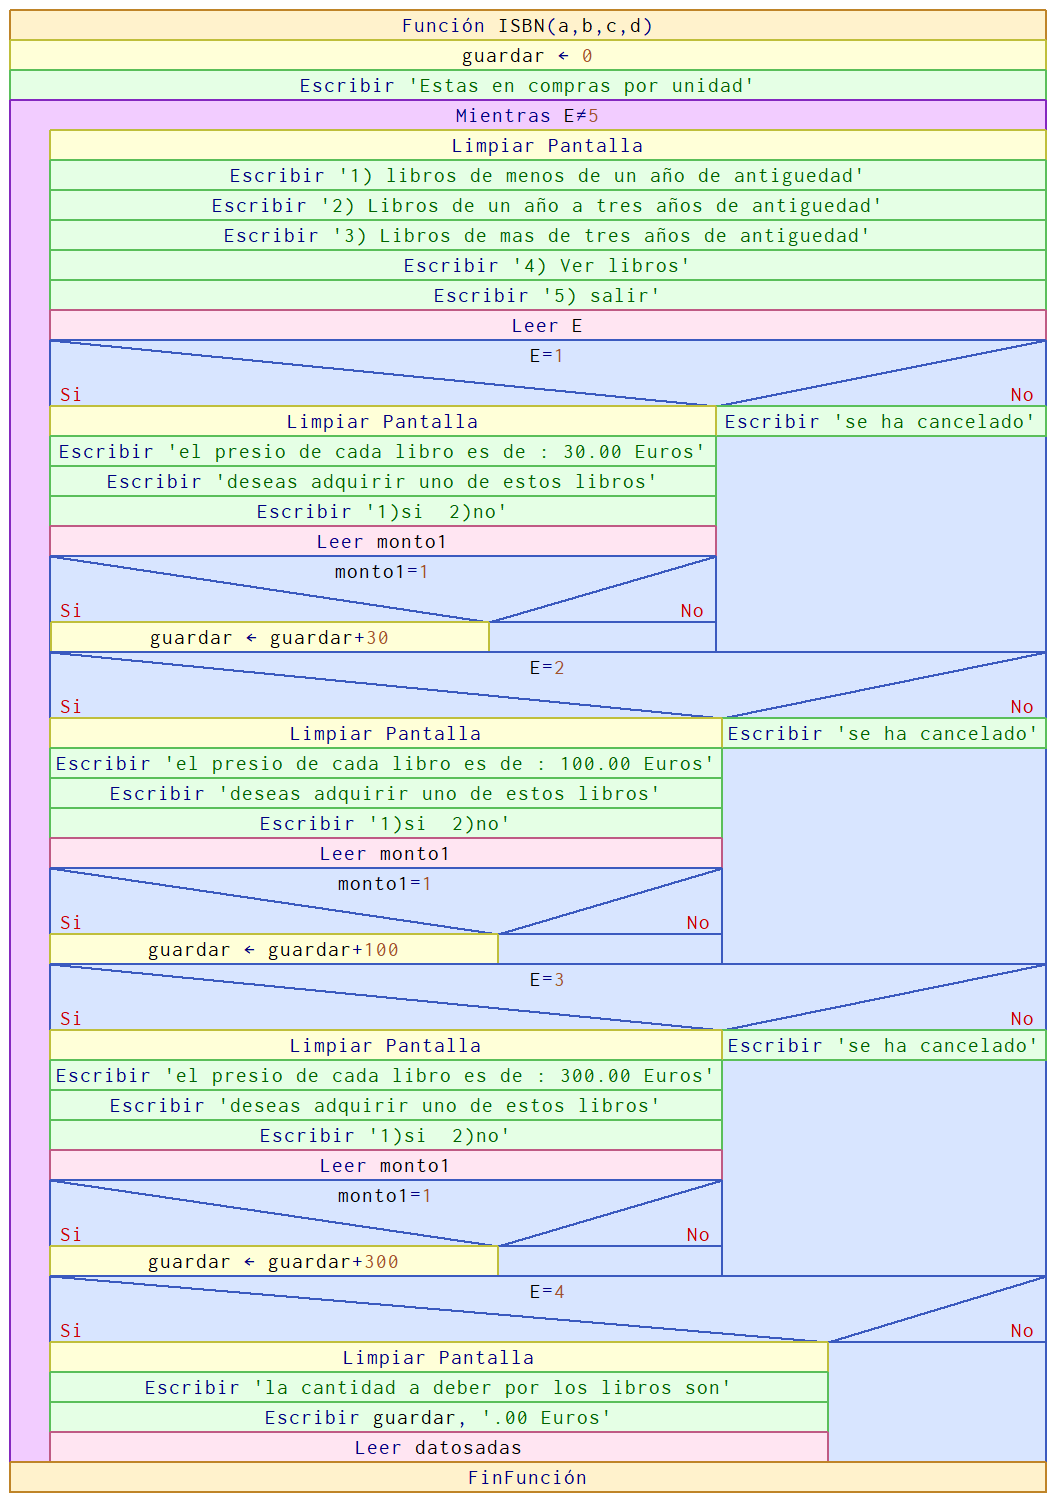 Función ISBN(a,b,c,d)
guardar ← 0
Escribir 'Estas en compras por unidad'
Mientras E≠5
Limpiar Pantalla
Escribir '1) libros de menos de un año de antiguedad'
Escribir '2) Libros de un año a tres años de antiguedad'
Escribir '3) Libros de mas de tres años de antiguedad'
Escribir '4) Ver libros'
Escribir '5) salir'
Leer E
E=1
Si No
Limpiar Pantalla Escribir 'se ha cancelado'
Escribir 'el presio de cada libro es de : 30.00 Euros'
Escribir 'deseas adquirir uno de estos libros'
Escribir '1)si  2)no'
Leer monto1
monto1=1
Si No
guardar ← guardar+30
E=2
Si No
Limpiar Pantalla Escribir 'se ha cancelado'
Escribir 'el presio de cada libro es de : 100.00 Euros'
Escribir 'deseas adquirir uno de estos libros'
Escribir '1)si  2)no'
Leer monto1
monto1=1
Si No
guardar ← guardar+100
E=3
Si No
Limpiar Pantalla Escribir 'se ha cancelado'
Escribir 'el presio de cada libro es de : 300.00 Euros'
Escribir 'deseas adquirir uno de estos libros'
Escribir '1)si  2)no'
Leer monto1
monto1=1
Si No
guardar ← guardar+300
E=4
Si No
Limpiar Pantalla
Escribir 'la cantidad a deber por los libros son'
Escribir guardar, '.00 Euros'
Leer datosadas
FinFunción